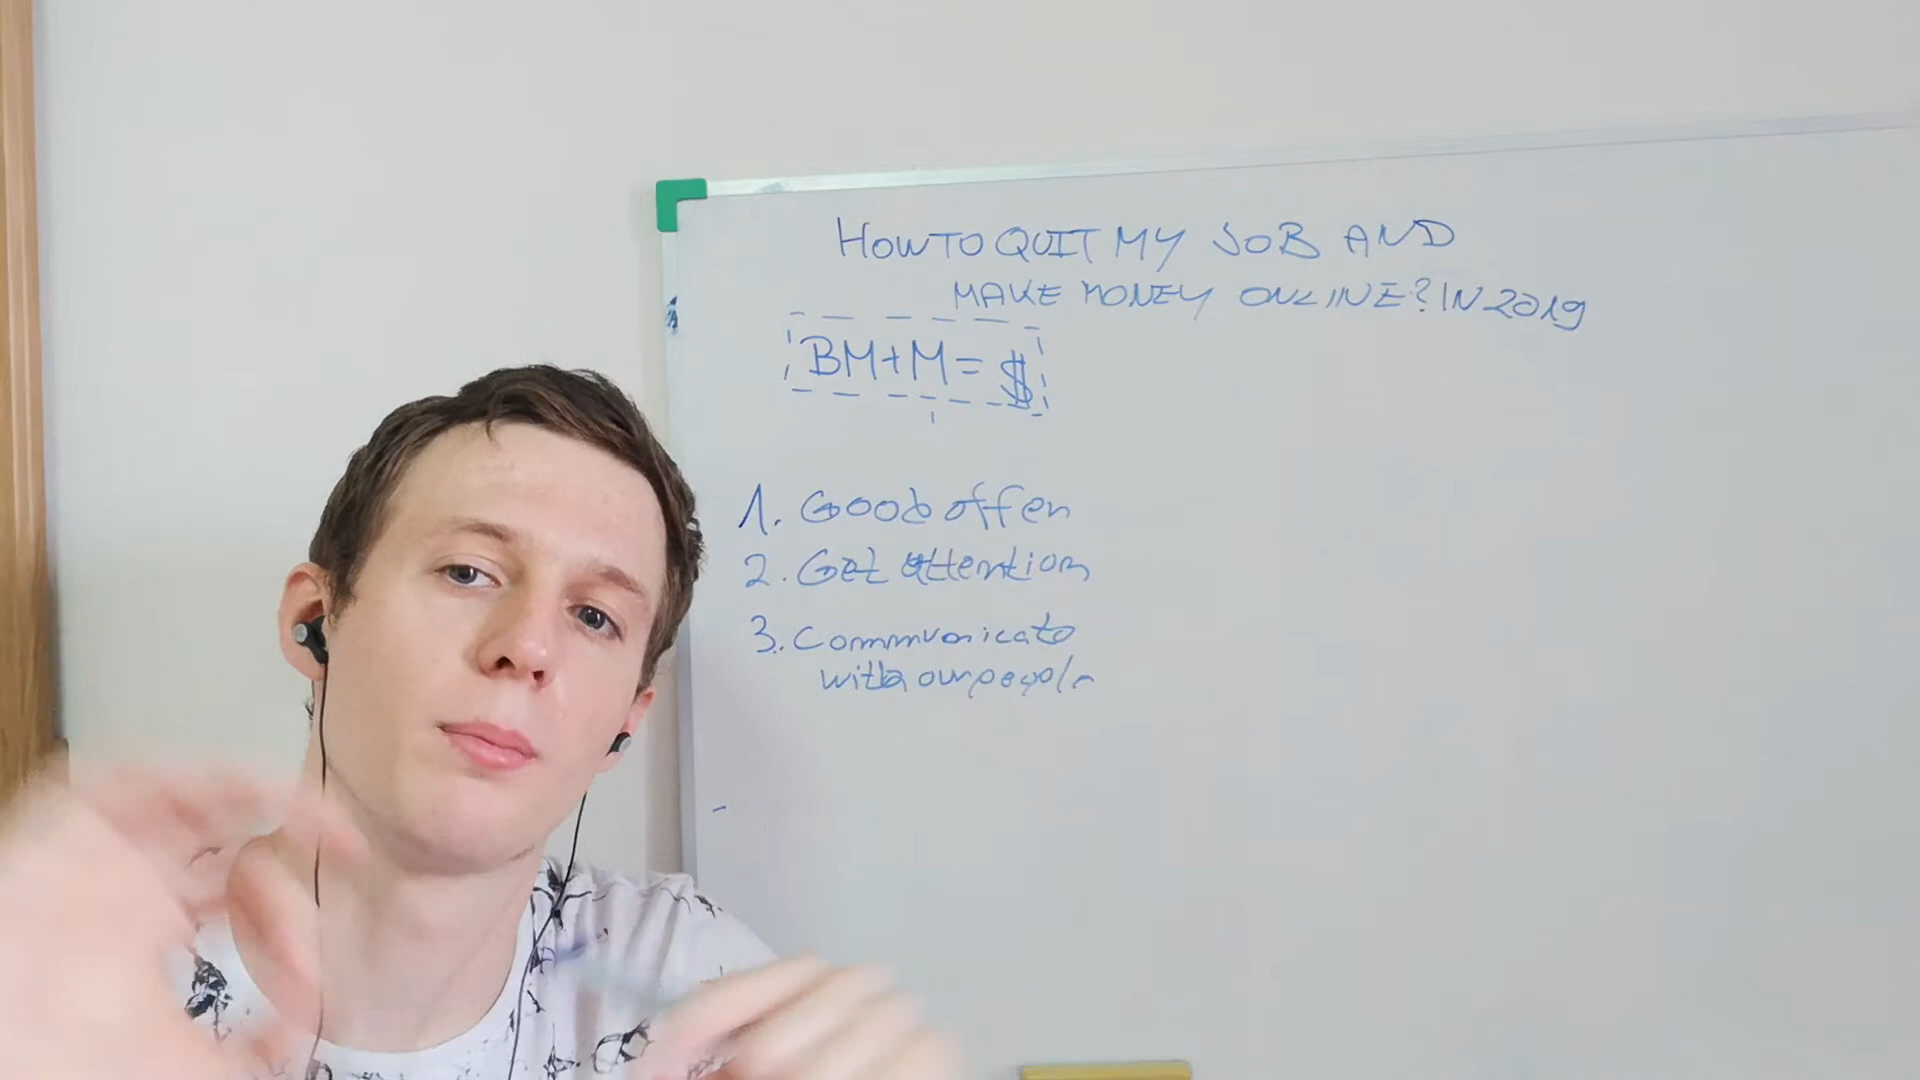 HOW TO QUIT MY JOB AND
MAKE MONEY ONLINE? IN 2019
BM+M= $
1. Good offer
2. Get attention
3. Communicate
with our people